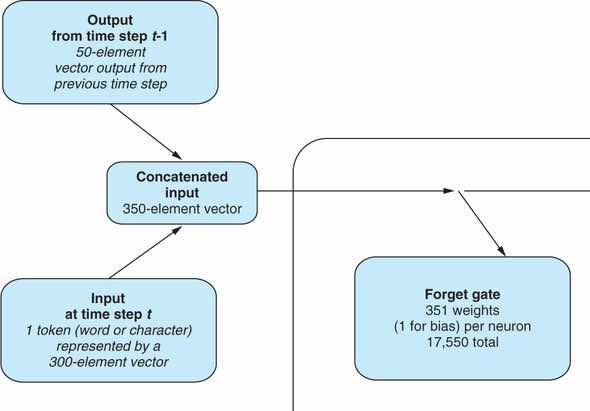 Output
from time step t-1
50-element
vector output from
previous time step
Concatenated
input
350-element vector
Input
at time step t
1 token (word or character)
represented by a
300-element vector
Forget gate
351 weights
(1 for bias) per neuron
17,550 total